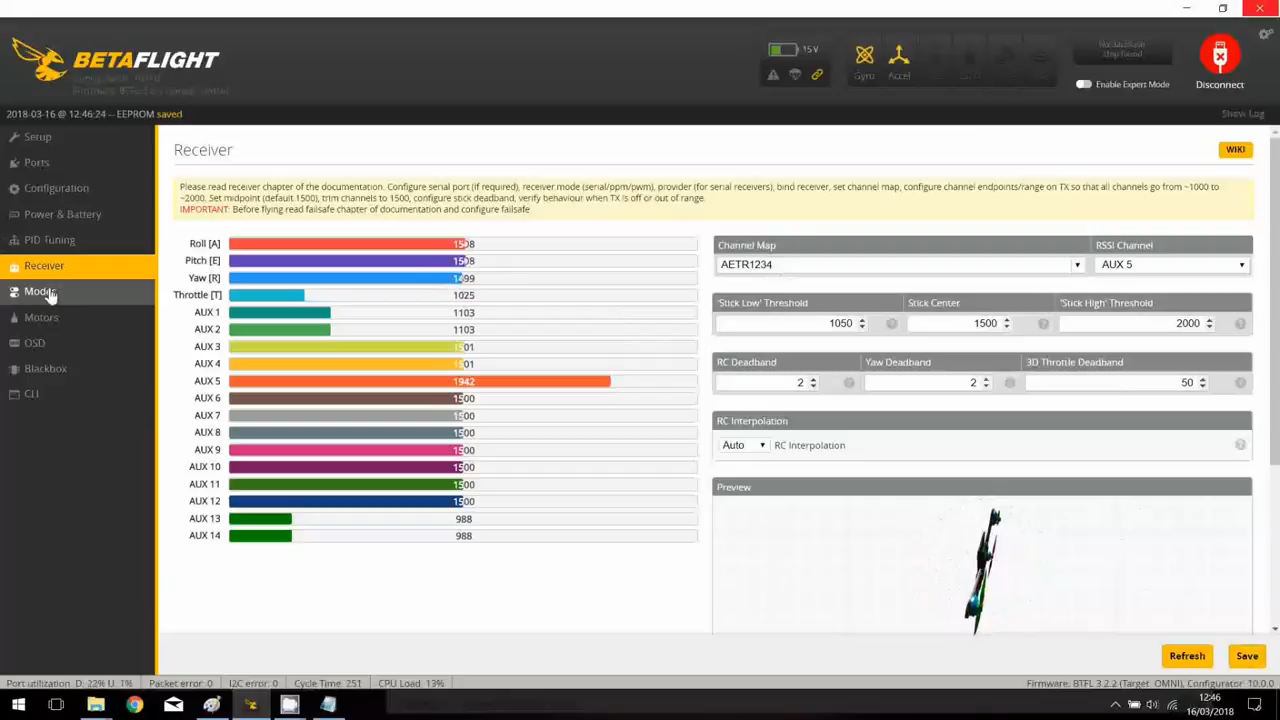 BETAFLIGHT
15 V
Gyro
Accel
Enable Expert Mode
Disconnect
2018-03-16 @ 12:46:24 -- EEPROM saved
Show Log
Setup
Ports
Configuration
Power & Battery
PID Tuning
Receiver
Modes
Motors
OSD
Blackbox
CLI
Receiver
WIKI
Please read receiver chapter of the documentation. Configure serial port (if required), receiver mode (serial/ppm/pwm), provider (for serial receivers), bind receiver, set channel map, configure channel endpoints/range on TX so that all channels go from ~1000 to
~2000. Set midpoint (default 1500), trim channels to 1500, configure stick deadband, verify behaviour when TX is off or out of range.
IMPORTANT: Before flying read failsafe chapter of documentation and configure failsafe
Roll [A] 1508
Pitch [E] 1508
Yaw [R] 1499
Throttle [T] 1025
AUX 1 1103
AUX 2 1103
AUX 3 1501
AUX 4 1501
AUX 5 1942
AUX 6 1500
AUX 7 1500
AUX 8 1500
AUX 9 1500
AUX 10 1500
AUX 11 1500
AUX 12 1500
AUX 13 988
AUX 14 988
Channel Map RSSI Channel
AETR1234 AUX 5
'Stick Low' Threshold Stick Center 'Stick High' Threshold
1050 1500 2000
RC Deadband Yaw Deadband 3D Throttle Deadband
2 2 50
RC Interpolation
Auto RC Interpolation
Preview
Refresh Save
Port utilization: D: 22% U: 1% Packet error: 0 I2C error: 0 Cycle Time: 251 CPU Load: 13% Firmware: BTFL 3.2.2 (Target: OMNI), Configurator: 10.0.0
12:46
16/03/2018